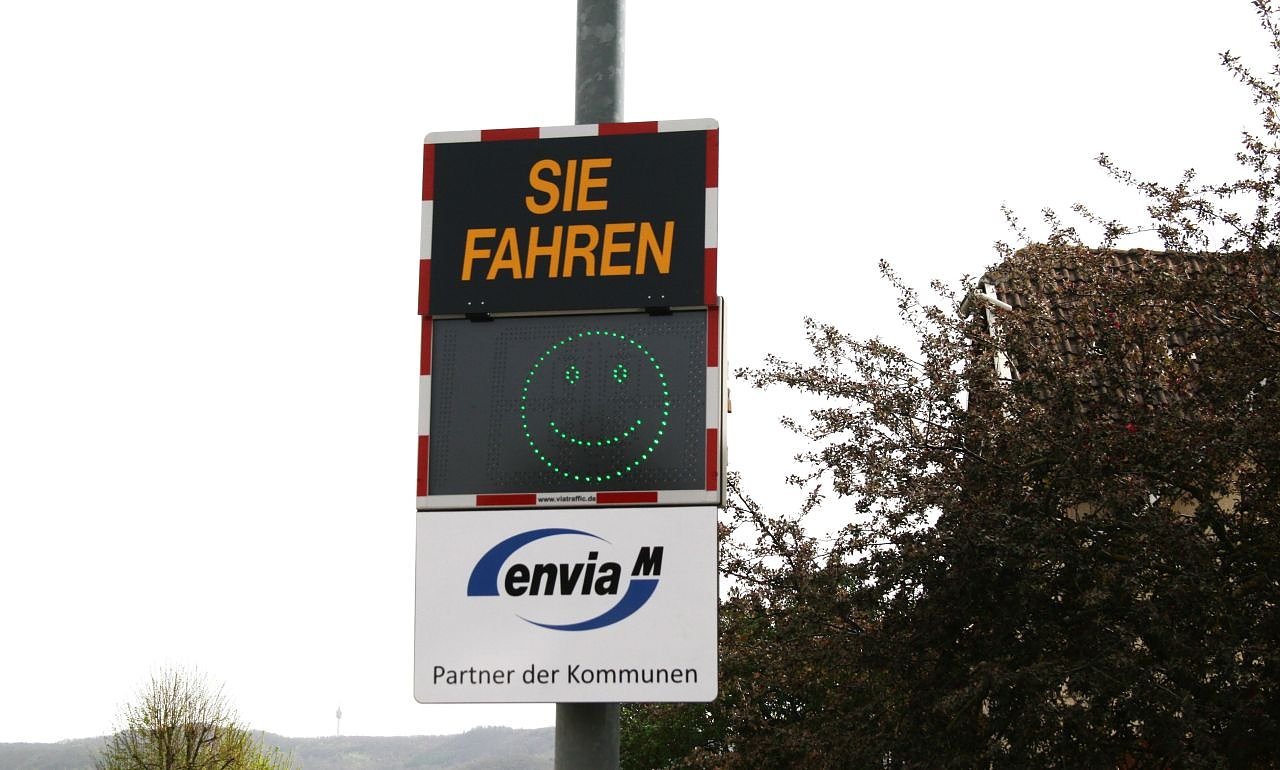 SIE
FAHREN
www.viatraffic.de
envia M
Partner der Kommunen